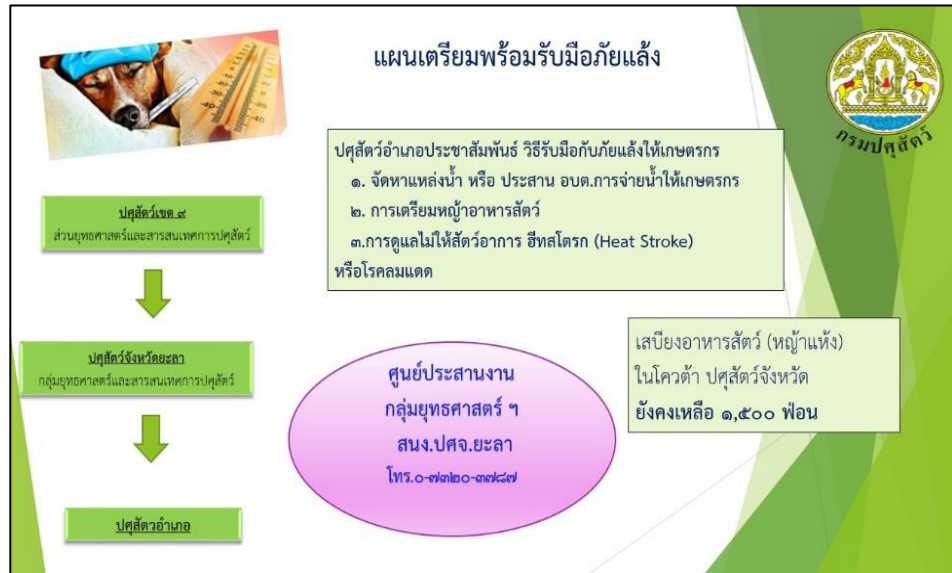 แผนเตรียมพร้อมรับมือภัยแล้ง
กรมปศุสัตว์
ปศุสัตว์อำเภอประชาสัมพันธ์ วิธีรับมือกับภัยแล้งให้เกษตรกร
๑. จัดหาแหล่งน้ำ หรือ ประสาน อบต.การจ่ายน้ำให้เกษตรกร
๒. การเตรียมหญ้าอาหารสัตว์
๓.การดูแลไม่ให้สัตว์อาการ ฮีทสโตรก (Heat Stroke)
หรือโรคลมแดด
ปศุสัตว์เขต ๙
ส่วนยุทธศาสตร์และสารสนเทศการปศุสัตว์
ปศุสัตว์จังหวัดยะลา
กลุ่มยุทธศาสตร์และสารสนเทศการปศุสัตว์
ปศุสัตวอำเภอ
ศูนย์ประสานงาน
กลุ่มยุทธศาสตร์ ฯ
สนง.ปศจ.ยะลา
โทร.๐-๗๓๒๐-๓๗๘๗
เสบียงอาหารสัตว์ (หญ้าแห้ง)
ในโควต้า ปศุสัตว์จังหวัด
ยังคงเหลือ ๑,๕๐๐ ฟ่อน